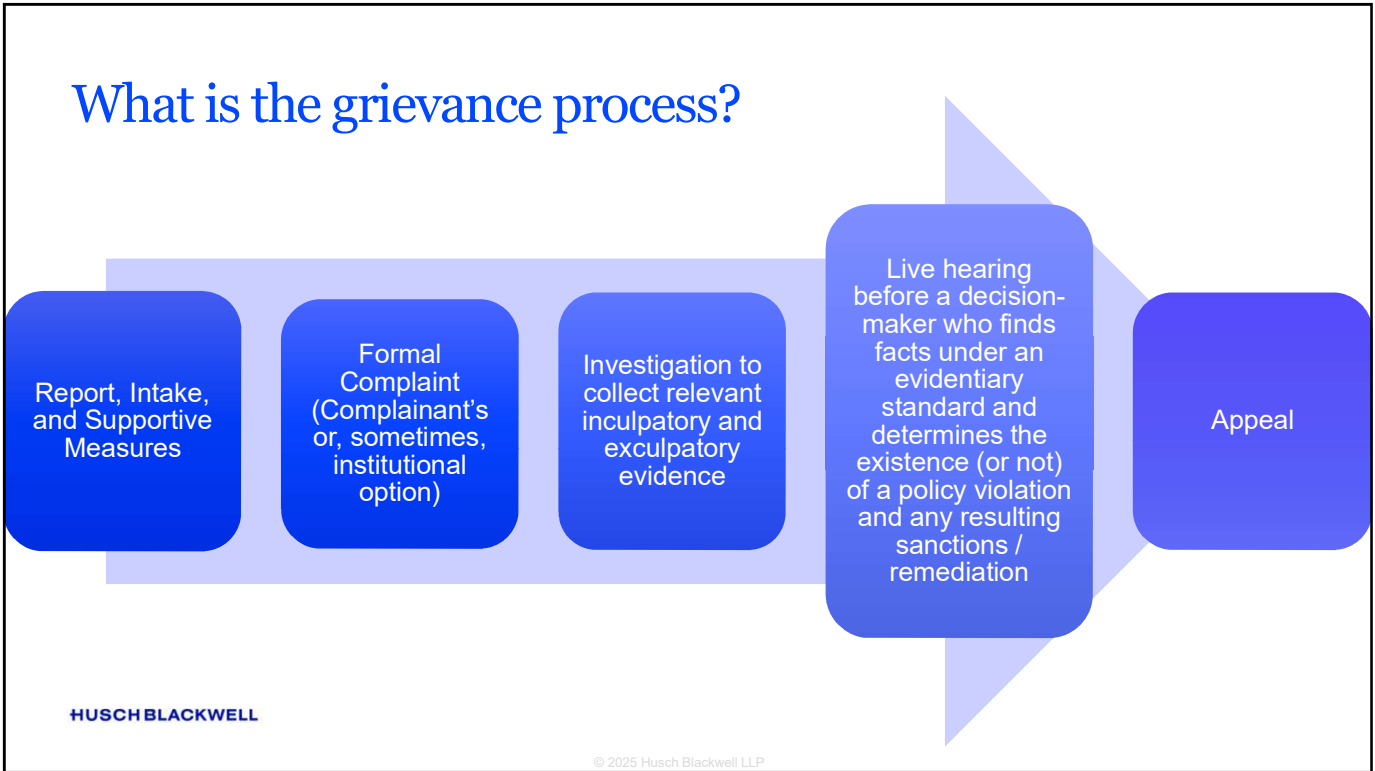 What is the grievance process?
Report, Intake,
and Supportive
Measures
Formal
Complaint
(Complainant’s
or, sometimes,
institutional
option)
Investigation to
collect relevant
inculpatory and
exculpatory
evidence
Live hearing
before a decision-
maker who finds
facts under an
evidentiary
standard and
determines the
existence (or not)
of a policy violation
and any resulting
sanctions /
remediation
Appeal
HUSCH BLACKWELL
© 2025 Husch Blackwell LLP